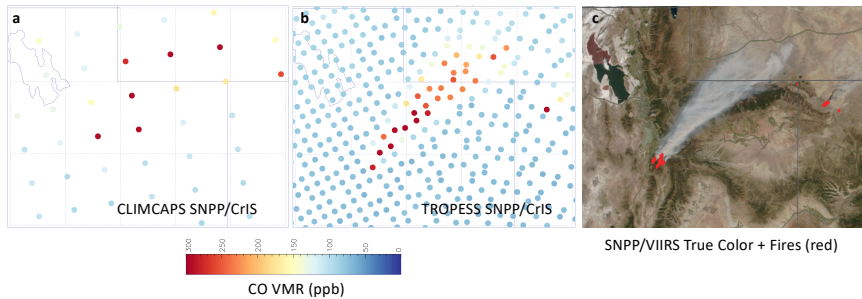 a
b
c
CLIMCAPS SNPP/CrIS
TROPESS SNPP/CrIS
SNPP/VIIRS True Color + Fires (red)
300
250
200
150
100
50
0
CO VMR (ppb)